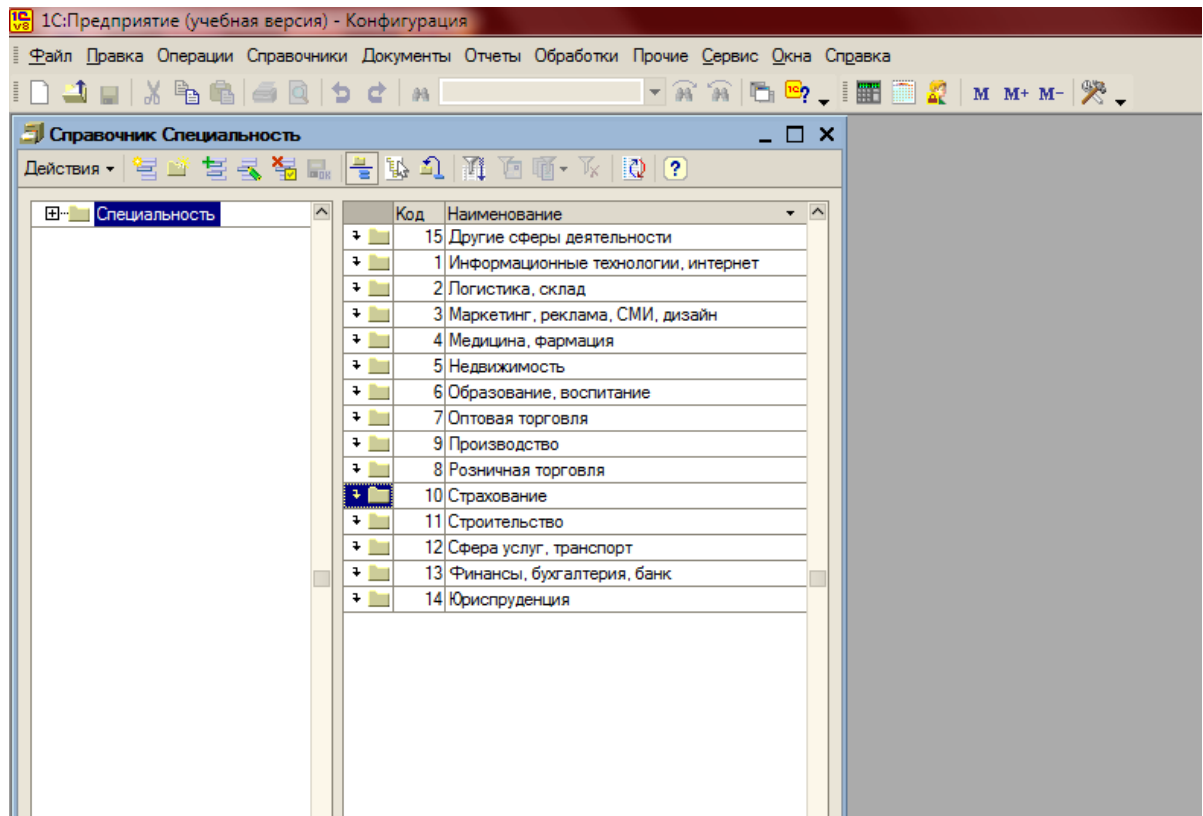 1С:Предприятие (учебная версия) - Конфигурация
Файл Правка Операции Справочники Документы Отчеты Обработки Прочие Сервис Окна Справка
M M+ M-
Справочник Специальность
Действия
Специальность
Код Наименование
15 Другие сферы деятельности
1 Информационные технологии, интернет
2 Логистика, склад
3 Маркетинг, реклама, СМИ, дизайн
4 Медицина, фармация
5 Недвижимость
6 Образование, воспитание
7 Оптовая торговля
9 Производство
8 Розничная торговля
10 Страхование
11 Строительство
12 Сфера услуг, транспорт
13 Финансы, бухгалтерия, банк
14 Юриспруденция